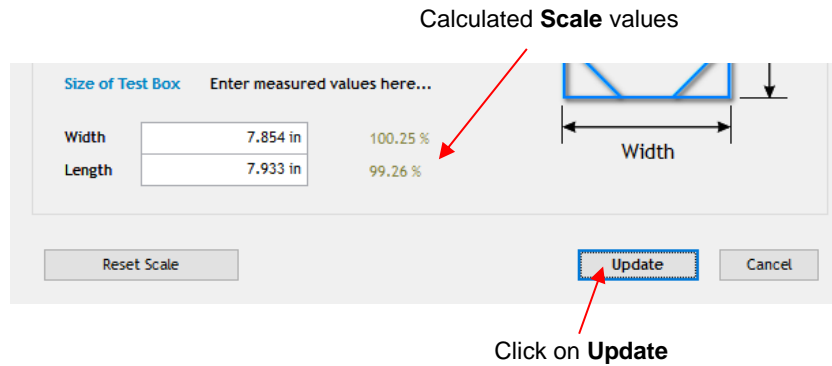 Calculated Scale values
Size of Test Box Enter measured values here...
Width 7.854 in 100.25 %
Length 7.933 in 99.26 %
Width
Reset Scale Update Cancel
Click on Update